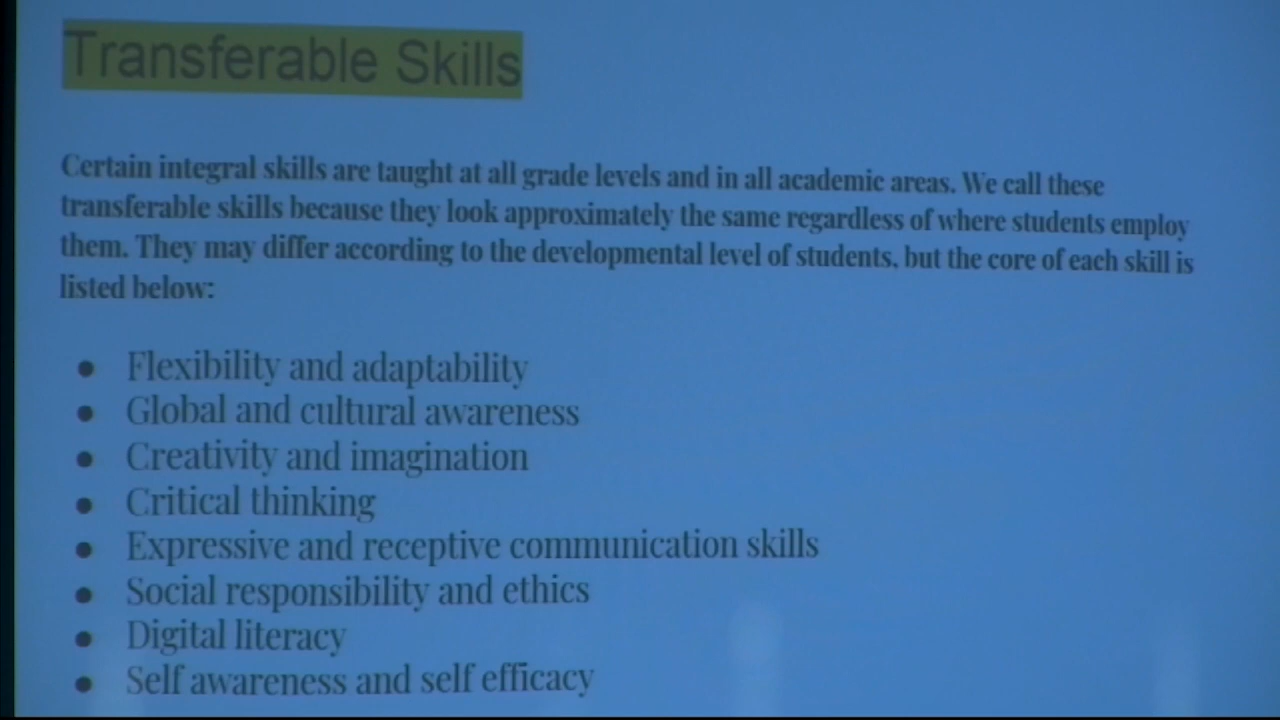 Transferable Skills
Certain integral skills are taught at all grade levels and in all academic areas. We call these
transferable skills because they look approximately the same regardless of where students employ
them. They may differ according to the developmental level of students, but the core of each skill is
listed below:
● Flexibility and adaptability
● Global and cultural awareness
● Creativity and imagination
● Critical thinking
● Expressive and receptive communication skills
● Social responsibility and ethics
● Digital literacy
● Self awareness and self efficacy